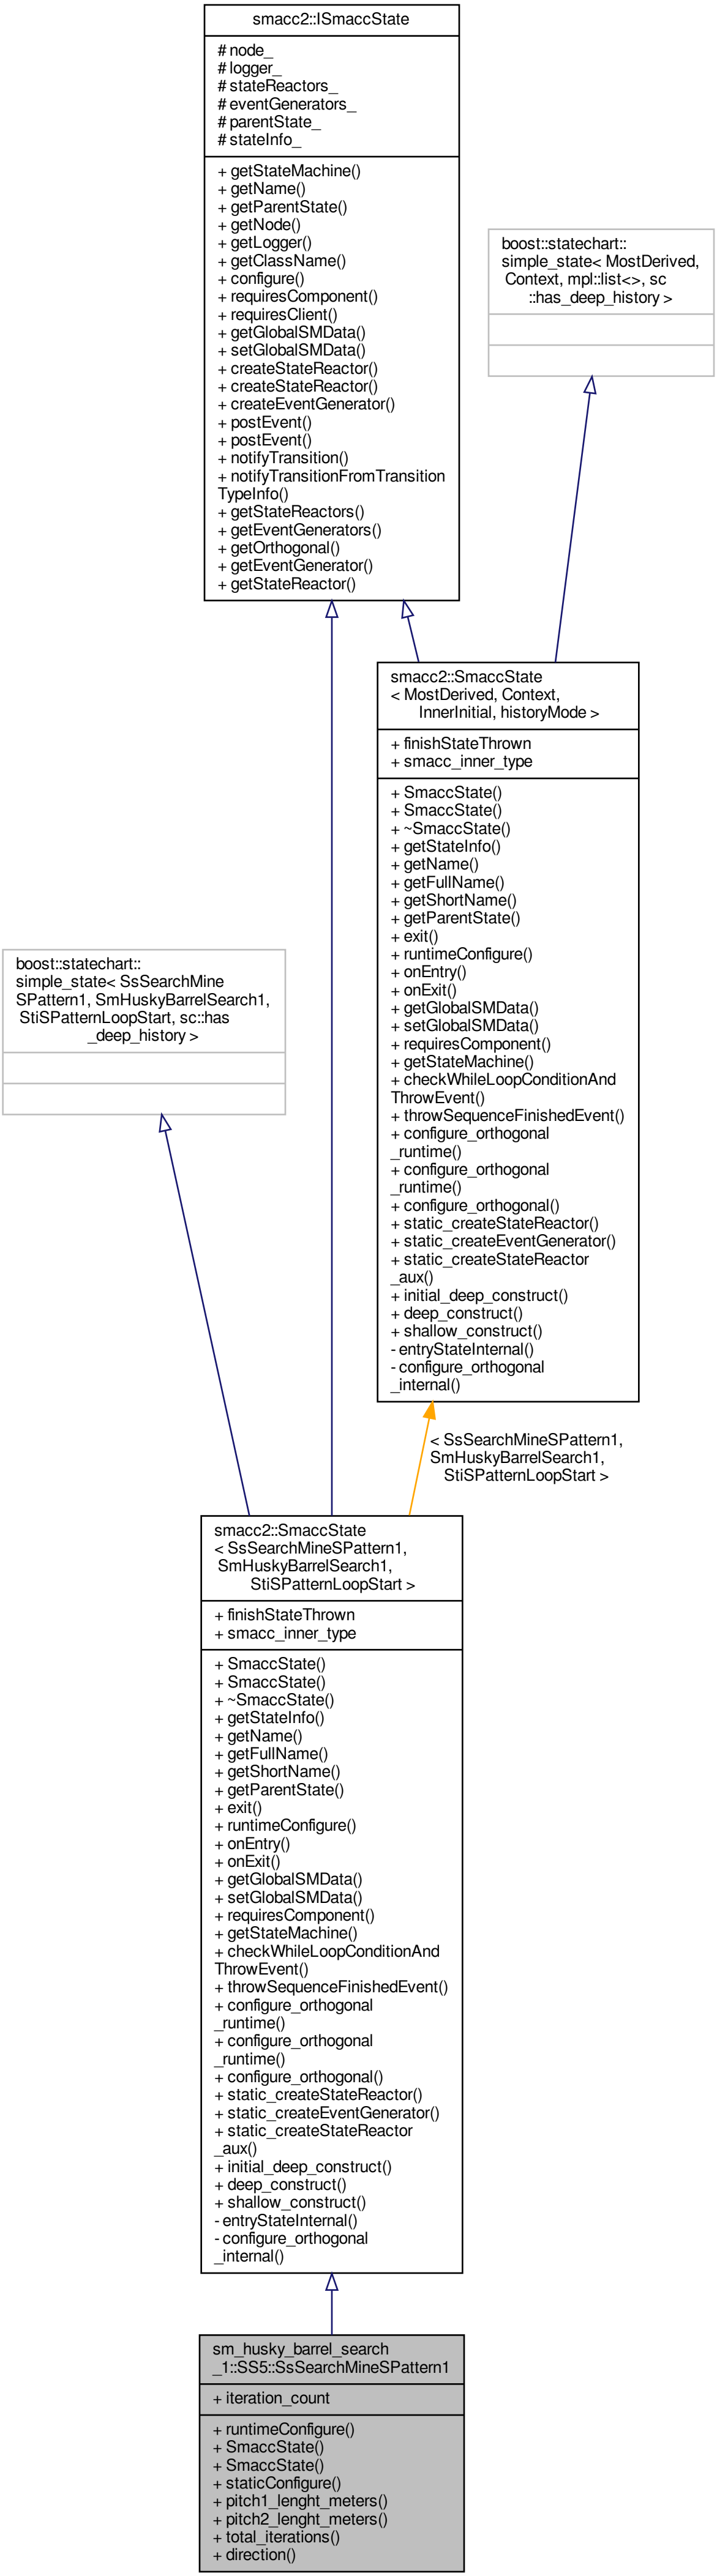 smacc2::ISmaccState
# node_
# logger_
# stateReactors_
# eventGenerators_
# parentState_
# stateInfo_
+ getStateMachine()
+ getName()
+ getParentState()
+ getNode()
+ getLogger()
+ getClassName()
+ configure()
+ requiresComponent()
+ requiresClient()
+ getGlobalSMData()
+ setGlobalSMData()
+ createStateReactor()
+ createStateReactor()
+ createEventGenerator()
+ postEvent()
+ postEvent()
+ notifyTransition()
+ notifyTransitionFromTransition
TypeInfo()
+ getStateReactors()
+ getEventGenerators()
+ getOrthogonal()
+ getEventGenerator()
+ getStateReactor()
boost::statechart::
simple_state< MostDerived,
Context, mpl::list<>, sc
::has_deep_history >
smacc2::SmaccState
< MostDerived, Context,
InnerInitial, historyMode >
+ finishStateThrown
+ smacc_inner_type
+ SmaccState()
+ SmaccState()
+ ~SmaccState()
+ getStateInfo()
+ getName()
+ getFullName()
+ getShortName()
+ getParentState()
+ exit()
+ runtimeConfigure()
+ onEntry()
+ onExit()
+ getGlobalSMData()
+ setGlobalSMData()
+ requiresComponent()
+ getStateMachine()
+ checkWhileLoopConditionAnd
ThrowEvent()
+ throwSequenceFinishedEvent()
+ configure_orthogonal
_runtime()
+ configure_orthogonal
_runtime()
+ configure_orthogonal()
+ static_createStateReactor()
+ static_createEventGenerator()
+ static_createStateReactor
_aux()
+ initial_deep_construct()
+ deep_construct()
+ shallow_construct()
- entryStateInternal()
- configure_orthogonal
_internal()
boost::statechart::
simple_state< SsSearchMine
SPattern1, SmHuskyBarrelSearch1,
StiSPatternLoopStart, sc::has
_deep_history >
< SsSearchMineSPattern1,
SmHuskyBarrelSearch1,
StiSPatternLoopStart >
smacc2::SmaccState
< SsSearchMineSPattern1,
SmHuskyBarrelSearch1,
StiSPatternLoopStart >
+ finishStateThrown
+ smacc_inner_type
+ SmaccState()
+ SmaccState()
+ ~SmaccState()
+ getStateInfo()
+ getName()
+ getFullName()
+ getShortName()
+ getParentState()
+ exit()
+ runtimeConfigure()
+ onEntry()
+ onExit()
+ getGlobalSMData()
+ setGlobalSMData()
+ requiresComponent()
+ getStateMachine()
+ checkWhileLoopConditionAnd
ThrowEvent()
+ throwSequenceFinishedEvent()
+ configure_orthogonal
_runtime()
+ configure_orthogonal
_runtime()
+ configure_orthogonal()
+ static_createStateReactor()
+ static_createEventGenerator()
+ static_createStateReactor
_aux()
+ initial_deep_construct()
+ deep_construct()
+ shallow_construct()
- entryStateInternal()
- configure_orthogonal
_internal()
sm_husky_barrel_search
_1::SS5::SsSearchMineSPattern1
+ iteration_count
+ runtimeConfigure()
+ SmaccState()
+ SmaccState()
+ staticConfigure()
+ pitch1_lenght_meters()
+ pitch2_lenght_meters()
+ total_iterations()
+ direction()